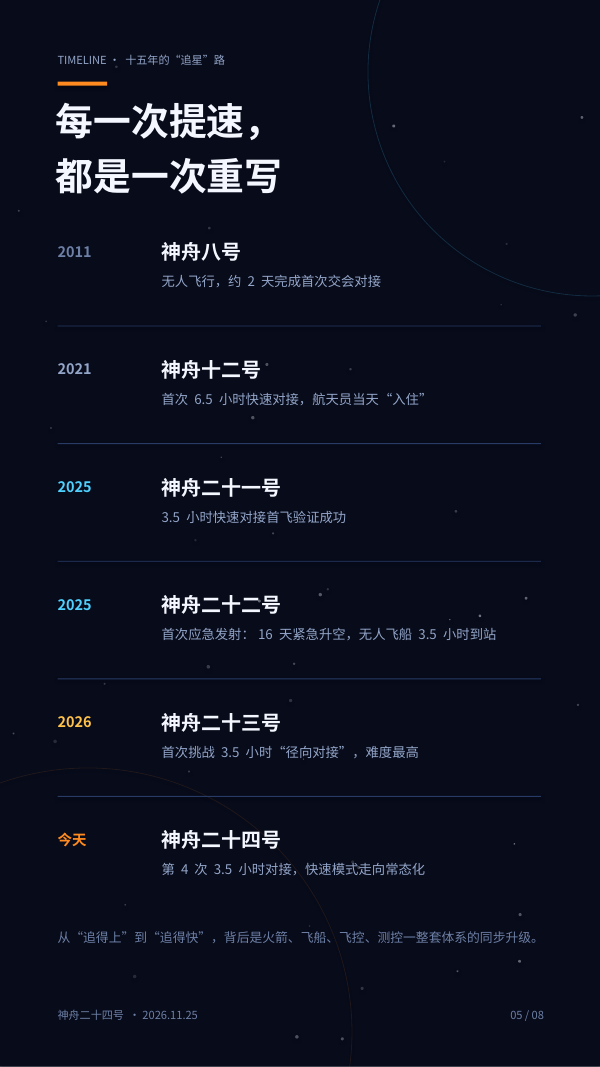 TIMELINE · 十五年的“追星”路
每一次提速，
都是一次重写
2011
神舟八号
无人飞行，约 2 天完成首次交会对接
2021
神舟十二号
首次 6.5 小时快速对接，航天员当天“入住”
2025
神舟二十一号
3.5 小时快速对接首飞验证成功
2025
神舟二十二号
首次应急发射： 16 天紧急升空，无人飞船 3.5 小时到站
2026
神舟二十三号
首次挑战 3.5 小时“径向对接”，难度最高
今天
神舟二十四号
第 4 次 3.5 小时对接，快速模式走向常态化
从“追得上”到“追得快”，背后是火箭、飞船、飞控、测控一整套体系的同步升级。
神舟二十四号 · 2026.11.25
05 / 08